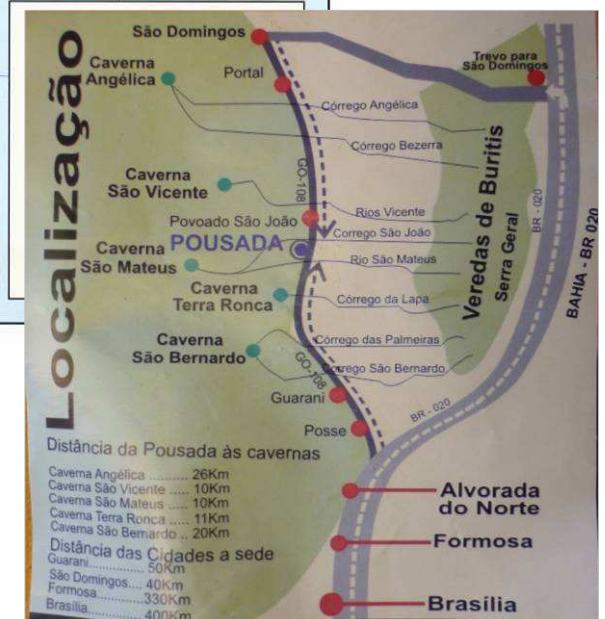 Localização
São Domingos
Trevo para
São Domingos
Caverna
Angélica
Portal
Córrego Angélica
Córrego Bezerra
Caverna
São Vicente
GO-108
Rios Vicente
Povoado São João
Corrego São João
POUSADA
Caverna
São Mateus
Rio São Mateus
Caverna
Terra Ronca
Córrego da Lapa
Veredas de Buritis
Serra Geral
BR - 020
BAHIA - BR 020
Caverna
São Bernardo
Córrego das Palmeiras
Corrego São Bernardo
GO-108
Guarani
Posse
BR - 020
Distância da Pousada às cavernas
Caverna Angélica .......... 26Km
Caverna São Vicente ..... 10Km
Caverna São Mateus .... 10Km
Caverna Terra Ronca .... 11Km
Caverna São Bernardo .. 20Km
Distância das Cidades a sede
Guarani............... 50Km
São Domingos.... 40Km
Formosa.............330Km
Brasília...............400Km
Alvorada
do Norte
Formosa
Brasília